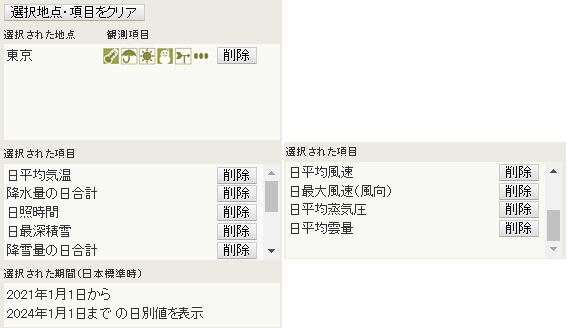 選択地点・項目をクリア
選択された地点 観測項目
東京 削除
選択された項目
日平均気温 削除
降水量の日合計 削除
日照時間 削除
日最深積雪 削除
降雪量の日合計 削除
選択された期間(日本標準時)
2021年1月1日から
2024年1月1日まで の日別値を表示
選択された項目
日平均風速 削除
日最大風速(風向) 削除
日平均蒸気圧 削除
日平均雲量 削除